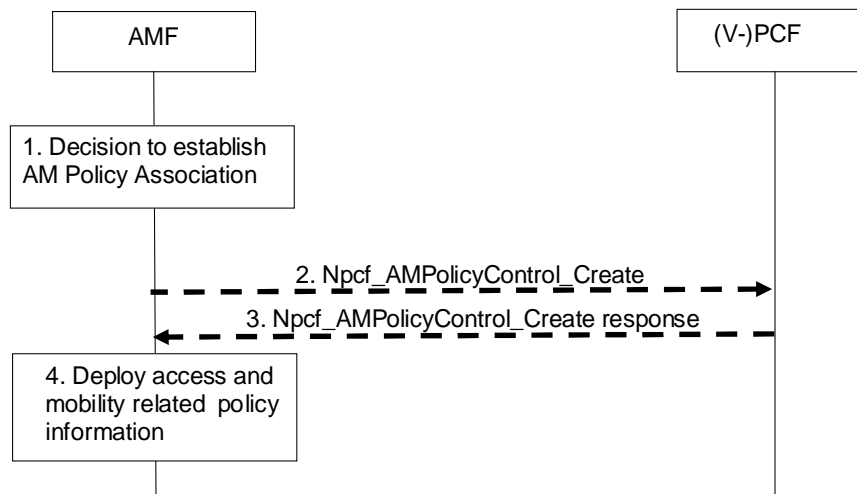 AMF
(V-)PCF
1. Decision to establish
AM Policy Association
2. Npcf_AMPolicyControl_Create
3. Npcf_AMPolicyControl_Create response
4. Deploy access and
mobility related policy
information